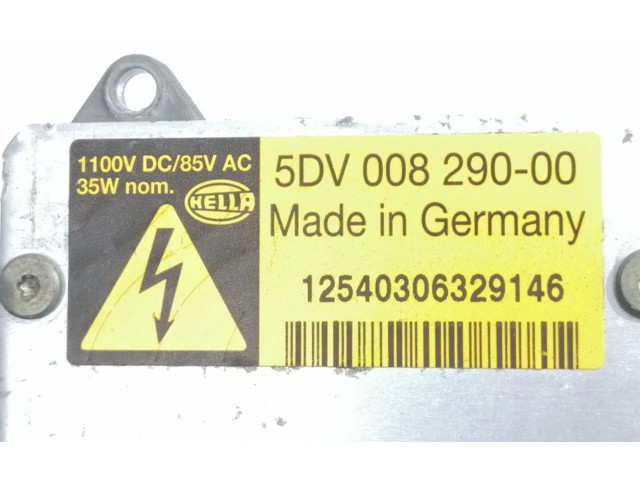 1100V DC/85V AC
35W nom.
HELLA
5DV 008 290-00
Made in Germany
12540306329146